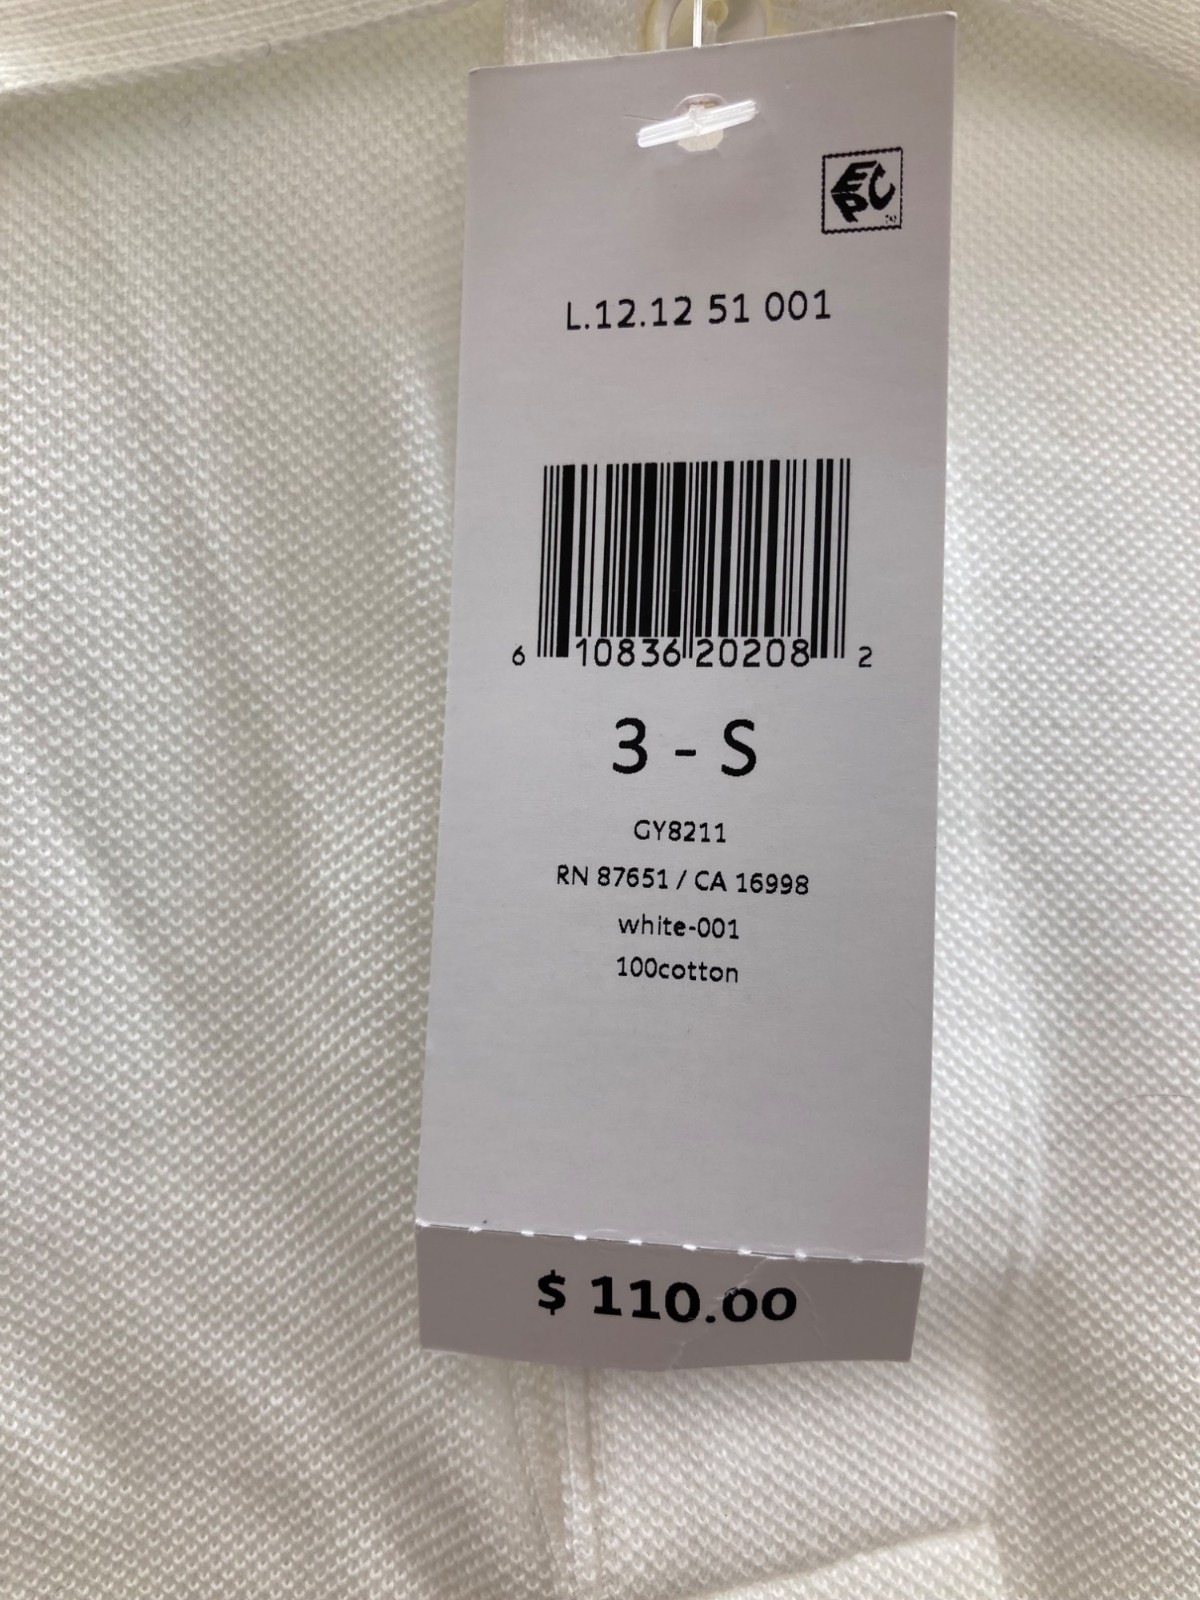 EPC
L.12.12 51 001
6 10836 20208 2
3 - S
GY8211
RN 87651 / CA 16998
white-001
100cotton
$ 110.00